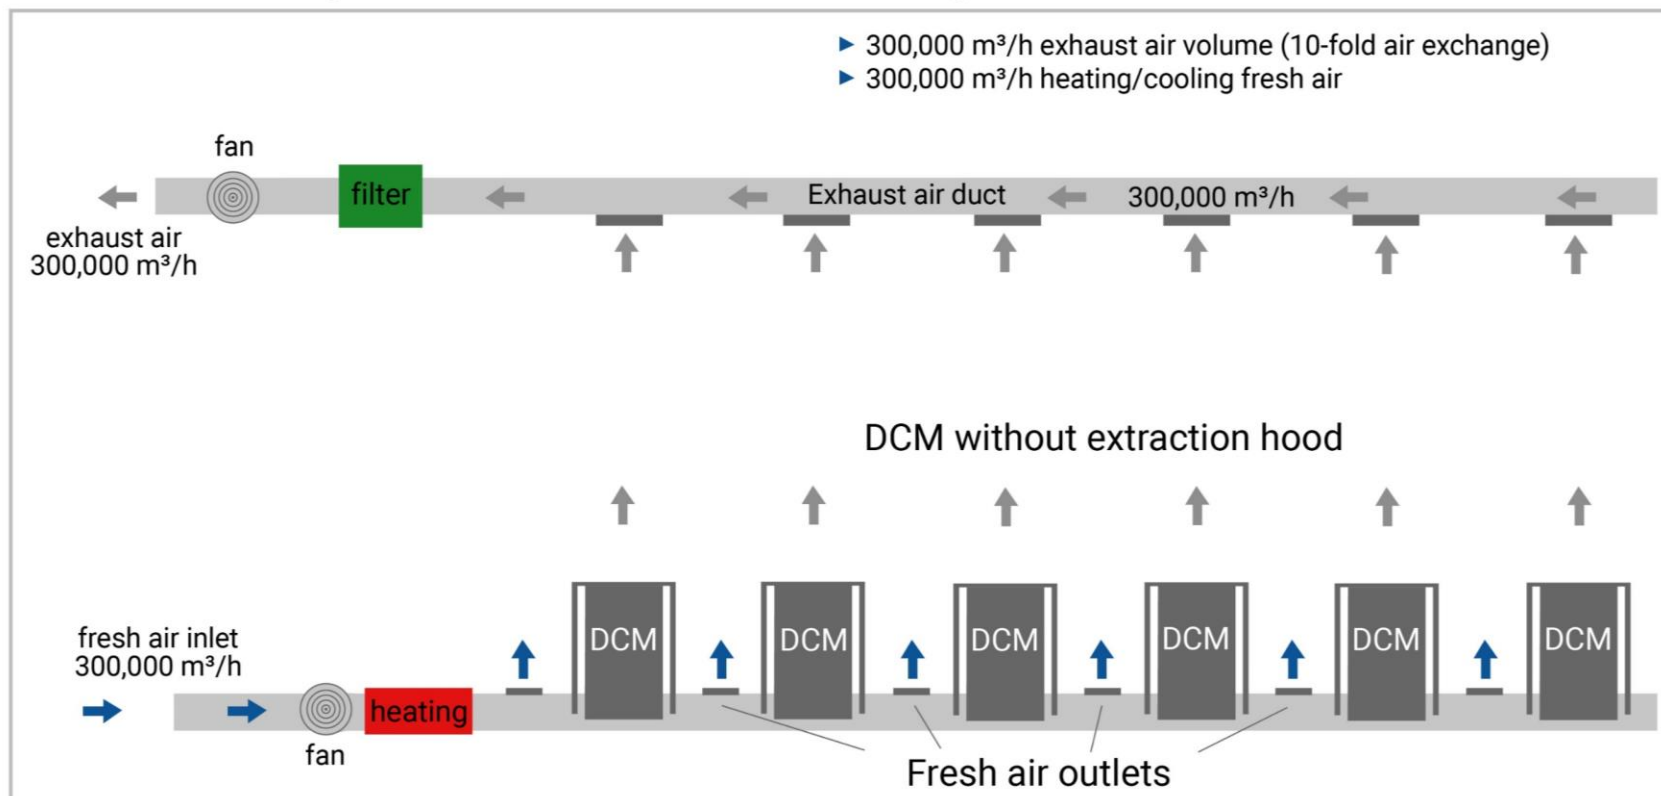 ► 300,000 m³/h exhaust air volume (10-fold air exchange)
► 300,000 m³/h heating/cooling fresh air
fan
filter
Exhaust air duct
300,000 m³/h
exhaust air
300,000 m³/h
DCM without extraction hood
fresh air inlet
300,000 m³/h
DCM
DCM
DCM
DCM
DCM
DCM
heating
fan
Fresh air outlets